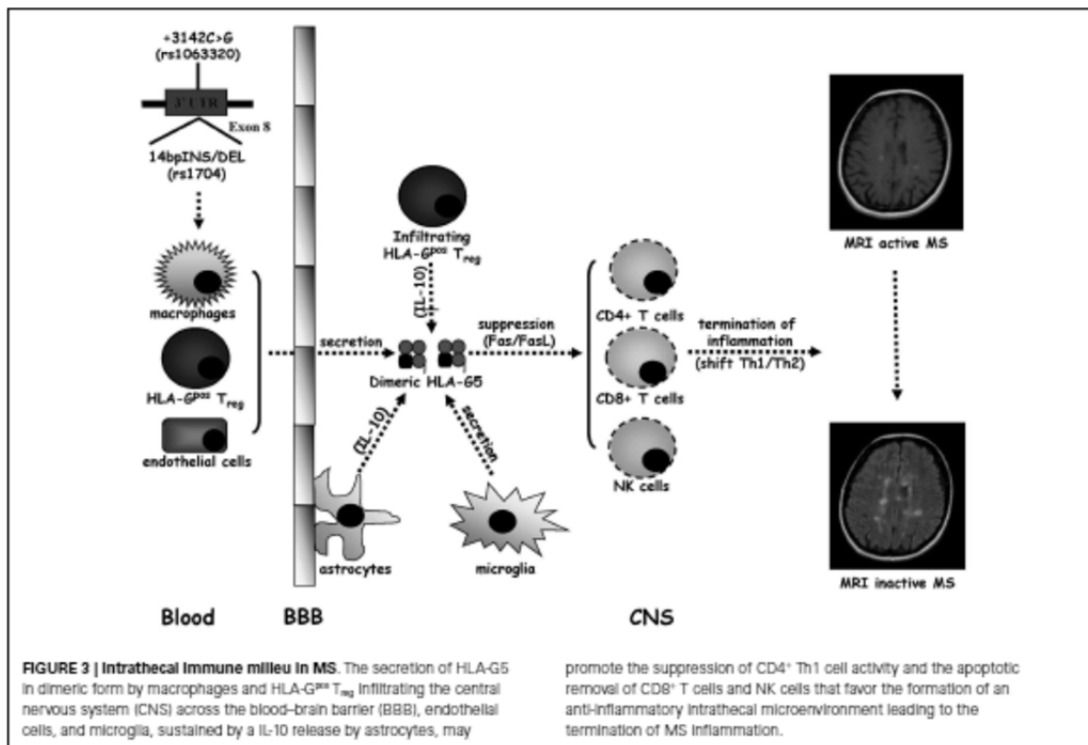 +3142C>G
(rs1063320)
3' UTR
Exon 8
14bpINS/DEL
(rs1704)
macrophages
HLA-Gpos Treg
endothelial cells
Infiltrating
HLA-Gpos Treg
(IL-10)
secretion
Dimeric HLA-G5
(IL-10)
secretion
astrocytes
microglia
suppression
(Fas/FasL)
CD4+ T cells
CD8+ T cells
NK cells
termination of
inflammation
(shift Th1/Th2)
MRI active MS
MRI inactive MS
Blood
BBB
CNS
FIGURE 3 | Intrathecal immune milieu in MS. The secretion of HLA-G5
in dimeric form by macrophages and HLA-Gpos Treg infiltrating the central
nervous system (CNS) across the blood–brain barrier (BBB), endothelial
cells, and microglia, sustained by a IL-10 release by astrocytes, may
promote the suppression of CD4+ Th1 cell activity and the apoptotic
removal of CD8+ T cells and NK cells that favor the formation of an
anti-inflammatory intrathecal microenvironment leading to the
termination of MS inflammation.